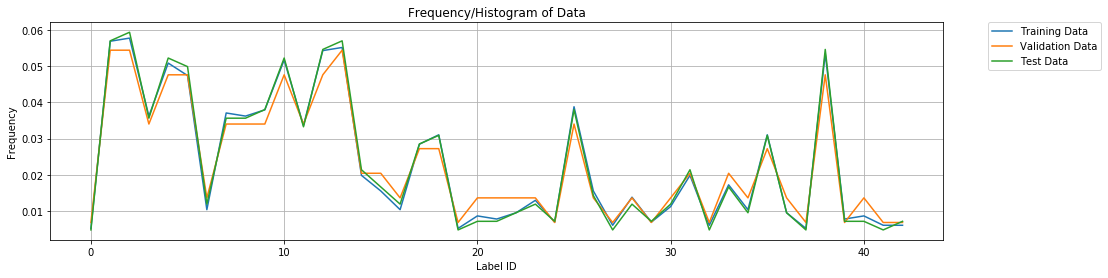 Frequency/Histogram of Data
0.06
0.05
0.04
0.03
0.02
0.01
Frequency
0 10 20 30 40
Label ID
Training Data
Validation Data
Test Data